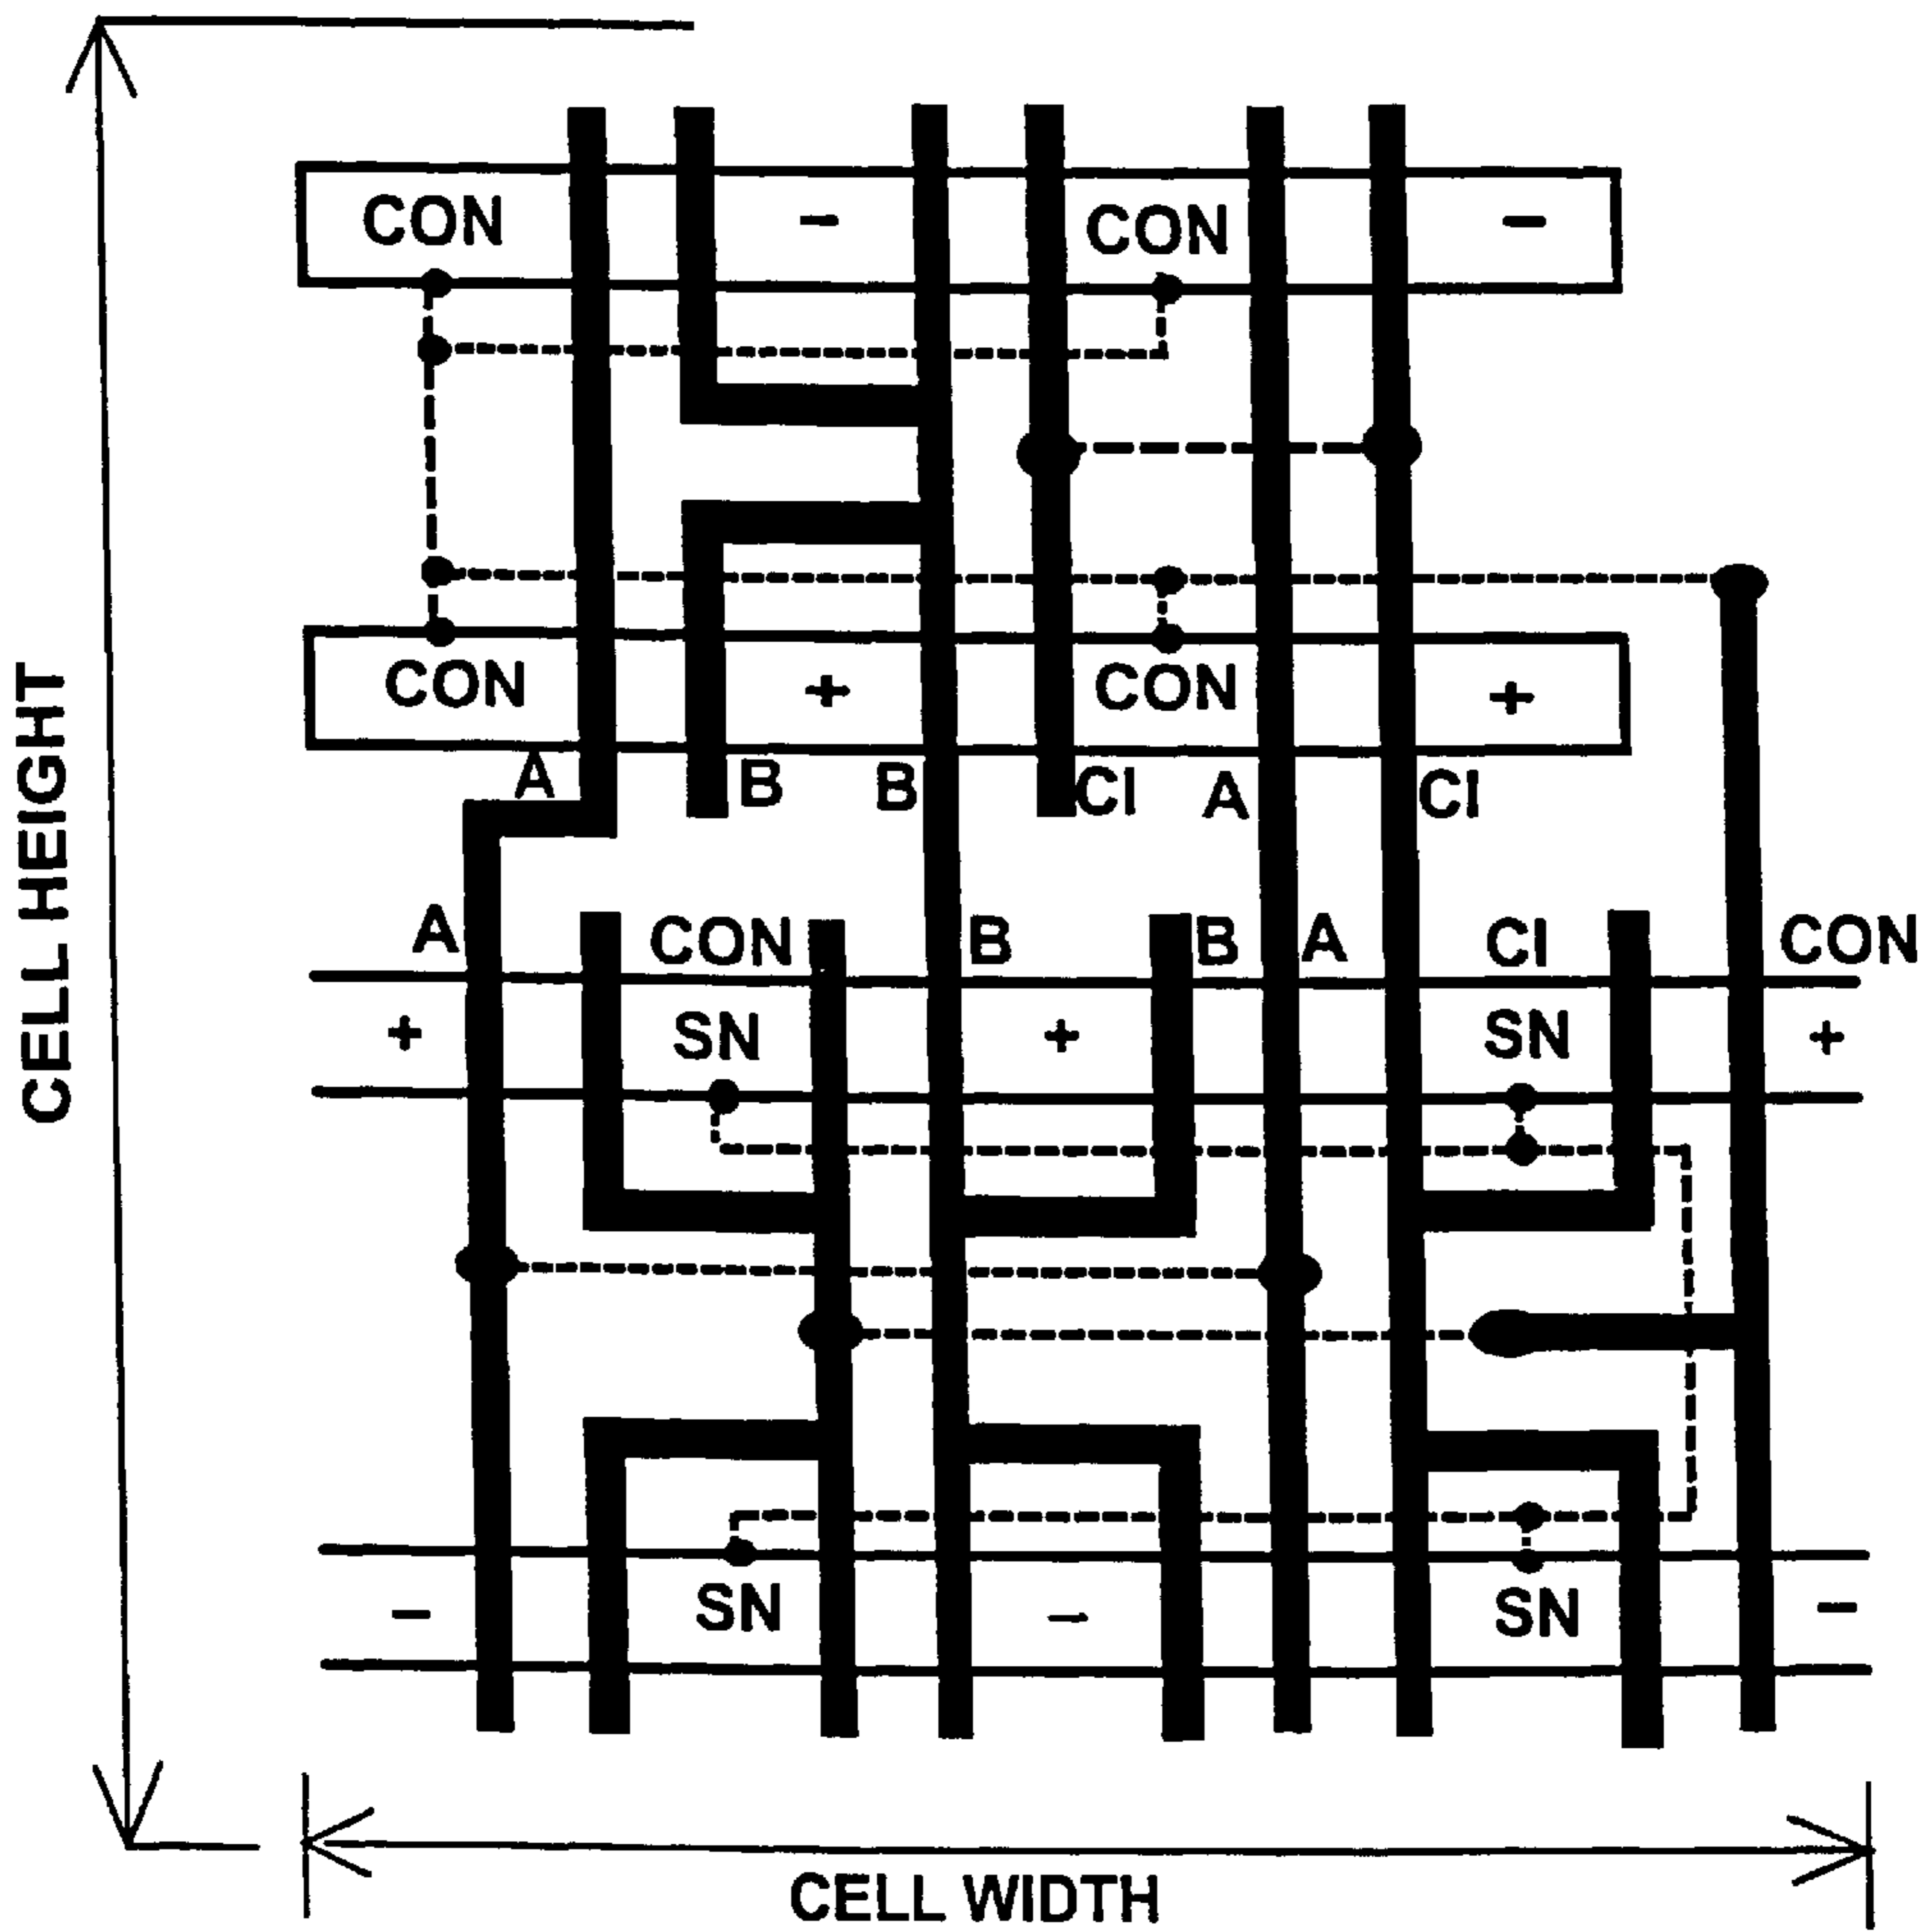 CON - CON -
CON + CON +
A B B CI A CI
A CON B B A CI CON
+ SN + SN +
- SN - SN -
CELL HEIGHT
CELL WIDTH